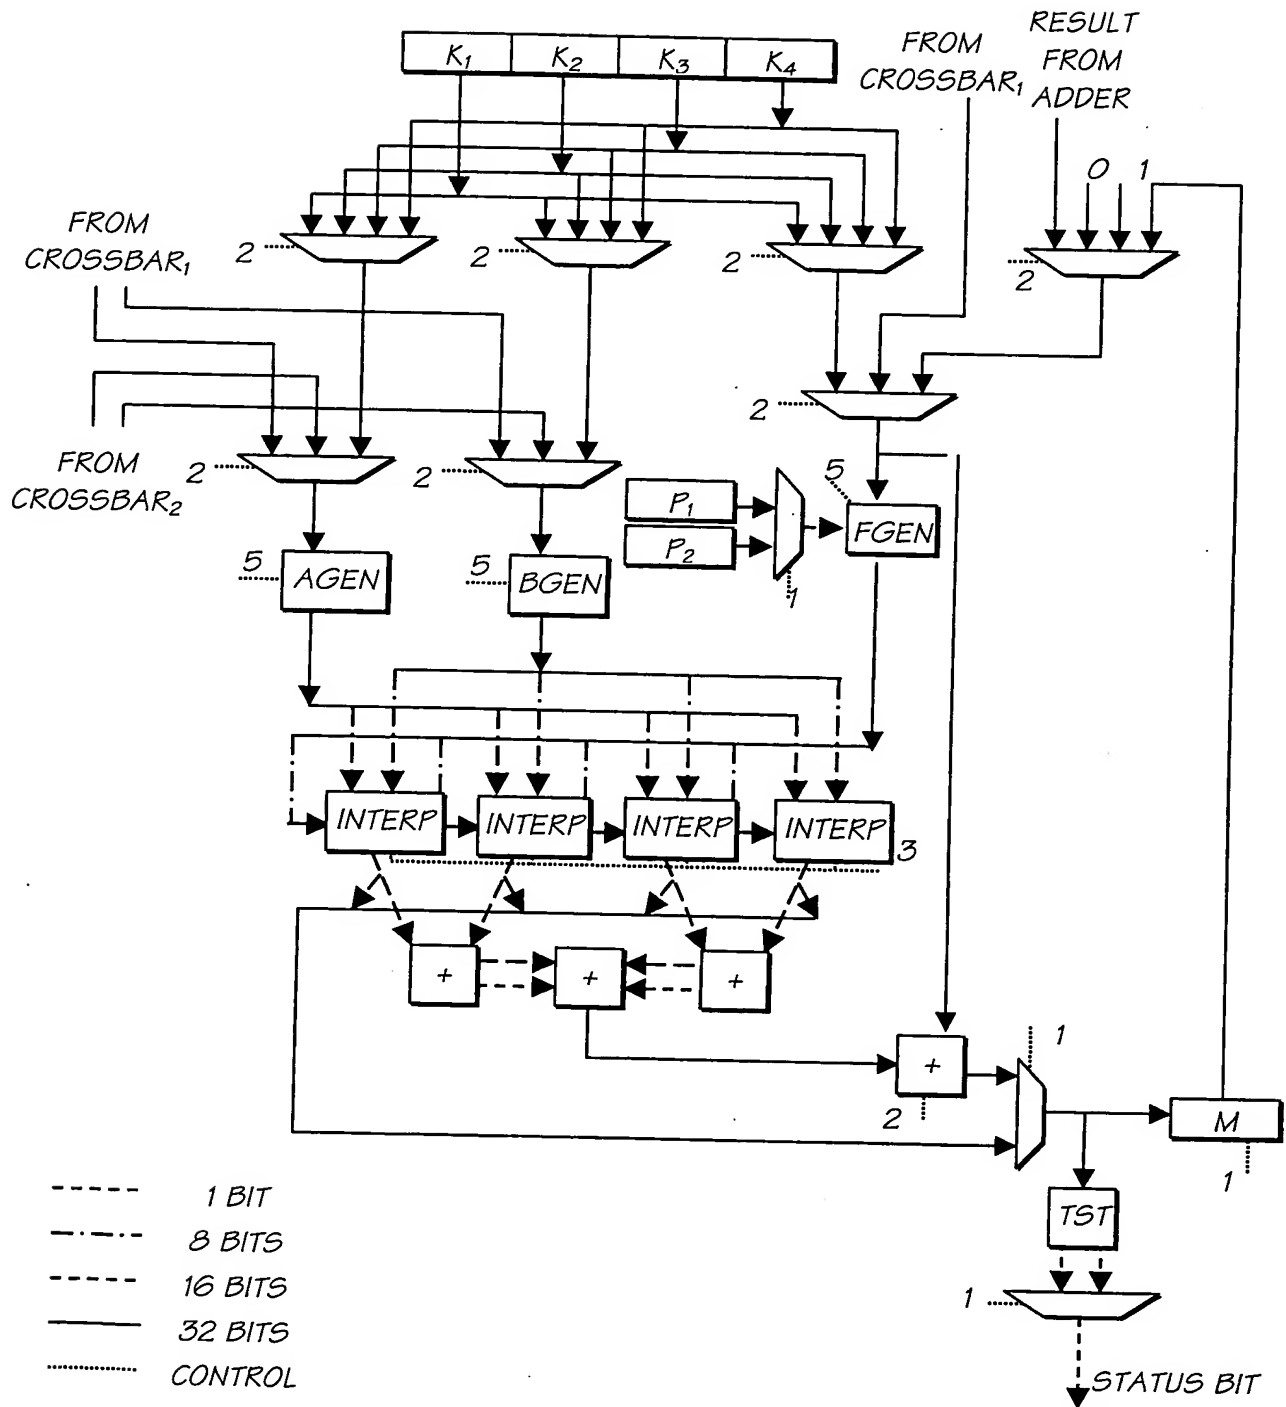 K₁ K₂ K₃ K₄
FROM
CROSSBAR₁
RESULT
FROM
ADDER
0 1
FROM
CROSSBAR₁
2
2
2
2
2
FROM
CROSSBAR₂
2
2
P₁
P₂
1
5
FGEN
5
AGEN
5
BGEN
INTERP INTERP INTERP INTERP
3
+ + +
+
2
1
M
1
TST
1
STATUS BIT
1 BIT
8 BITS
16 BITS
32 BITS
CONTROL